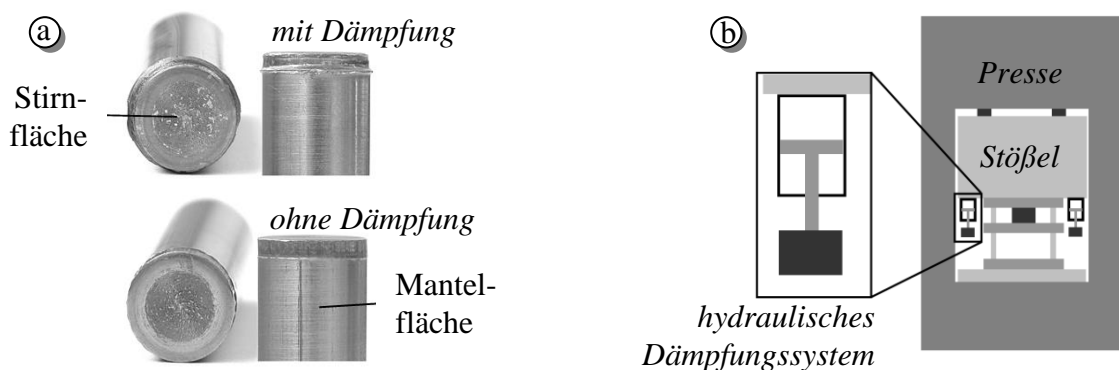 a
mit Dämpfung
Stirn-
fläche
ohne Dämpfung
Mantel-
fläche
b
Presse
Stößel
hydraulisches
Dämpfungssystem